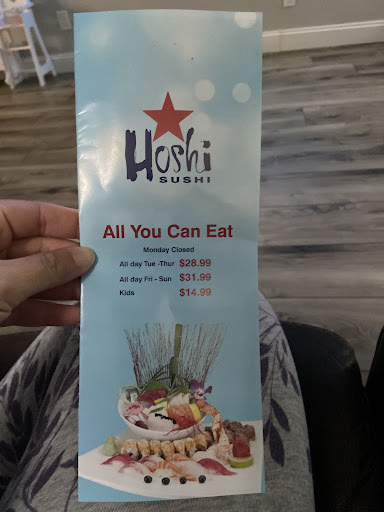 Hoshi
SUSHI
All You Can Eat
Monday Closed
All day Tue -Thur $28.99
All day Fri - Sun $31.99
Kids $14.99